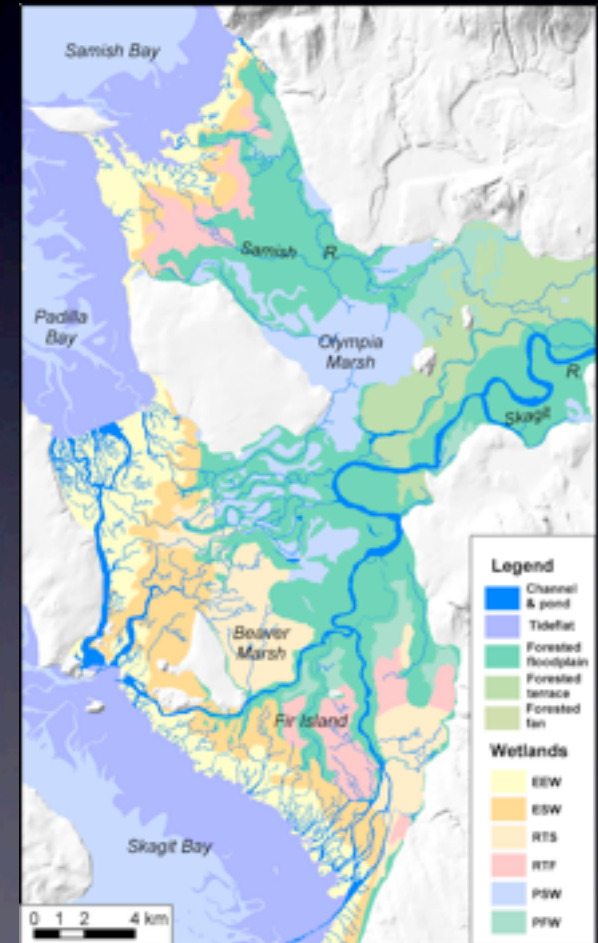 Samish Bay
Samish R.
Padilla
Bay
Olympia
Marsh
R.
Skagit
Legend
Channel
& pond
Tideflat
Forested
floodplain
Forested
terrace
Forested
fan
Beaver
Marsh
Fir Island
Wetlands
EEW
ESW
RTS
RTF
PSW
PFW
Skagit Bay
0 1 2 4 km